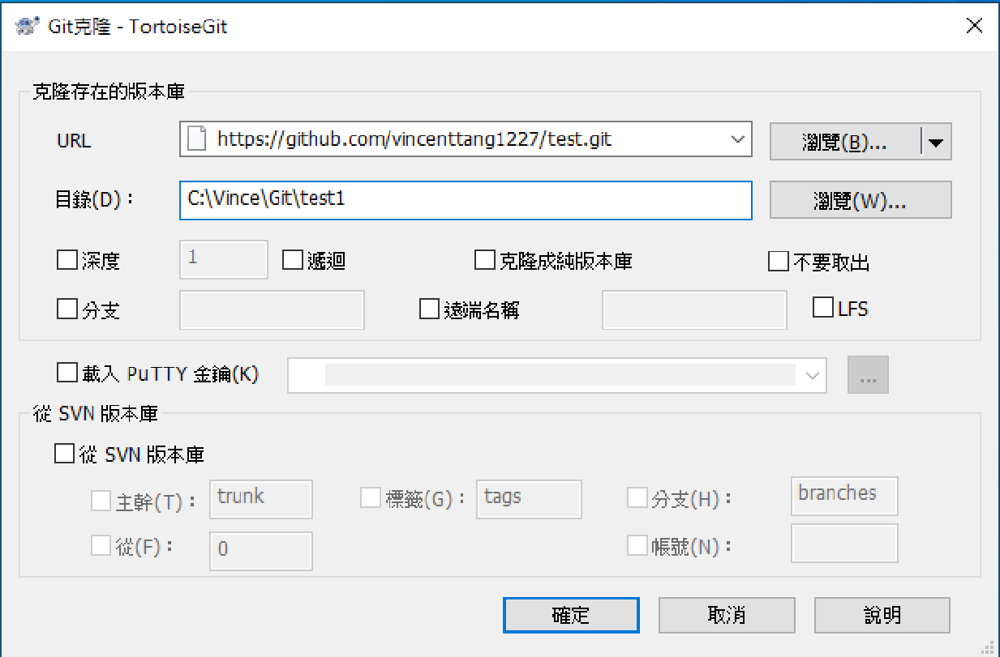 Git克隆 - TortoiseGit
克隆存在的版本庫
URL https://github.com/vincenttang1227/test.git 瀏覽(B)...
目錄(D)： C:\Vince\Git\test1 瀏覽(W)...
深度 1 遞迴 克隆成純版本庫 不要取出
分支 遠端名稱 LFS
載入 PuTTY 金鑰(K) ...
從 SVN 版本庫
從 SVN 版本庫
主幹(T)： trunk 標籤(G)： tags 分支(H)： branches
從(F)： 0 帳號(N)：
確定 取消 說明